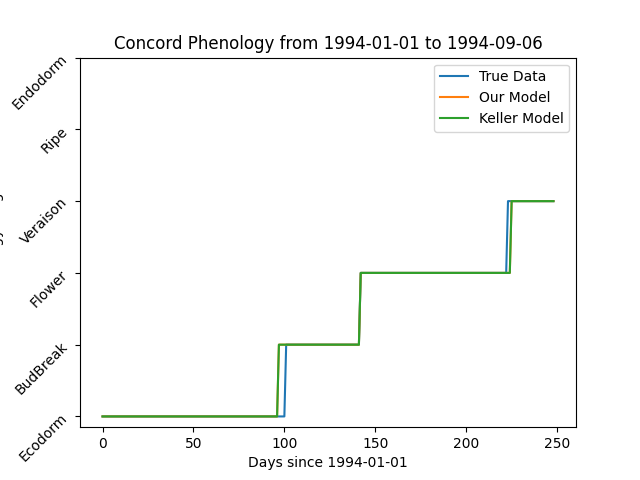 Concord Phenology from 1994-01-01 to 1994-09-06
True Data
Our Model
Keller Model
Endodorm
Ripe
Veraison
Flower
BudBreak
Ecodorm
0 50 100 150 200 250
Days since 1994-01-01